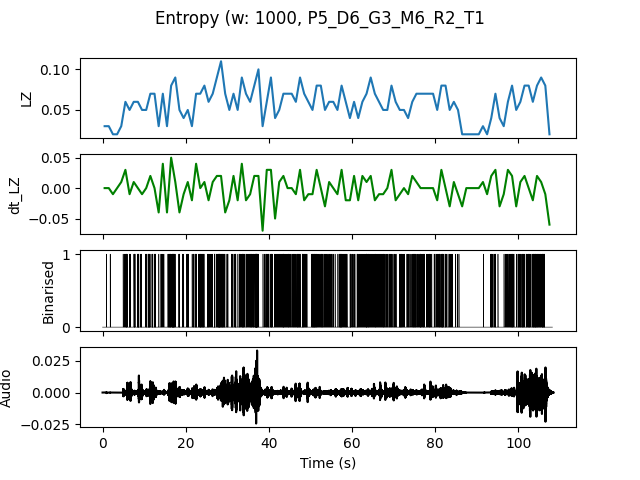 Entropy (w: 1000, P5_D6_G3_M6_R2_T1
LZ
0.10
0.05
dt_LZ
0.05
0.00
−0.05
Binarised
1
0
Audio
0.025
0.000
−0.025
0 20 40 60 80 100
Time (s)